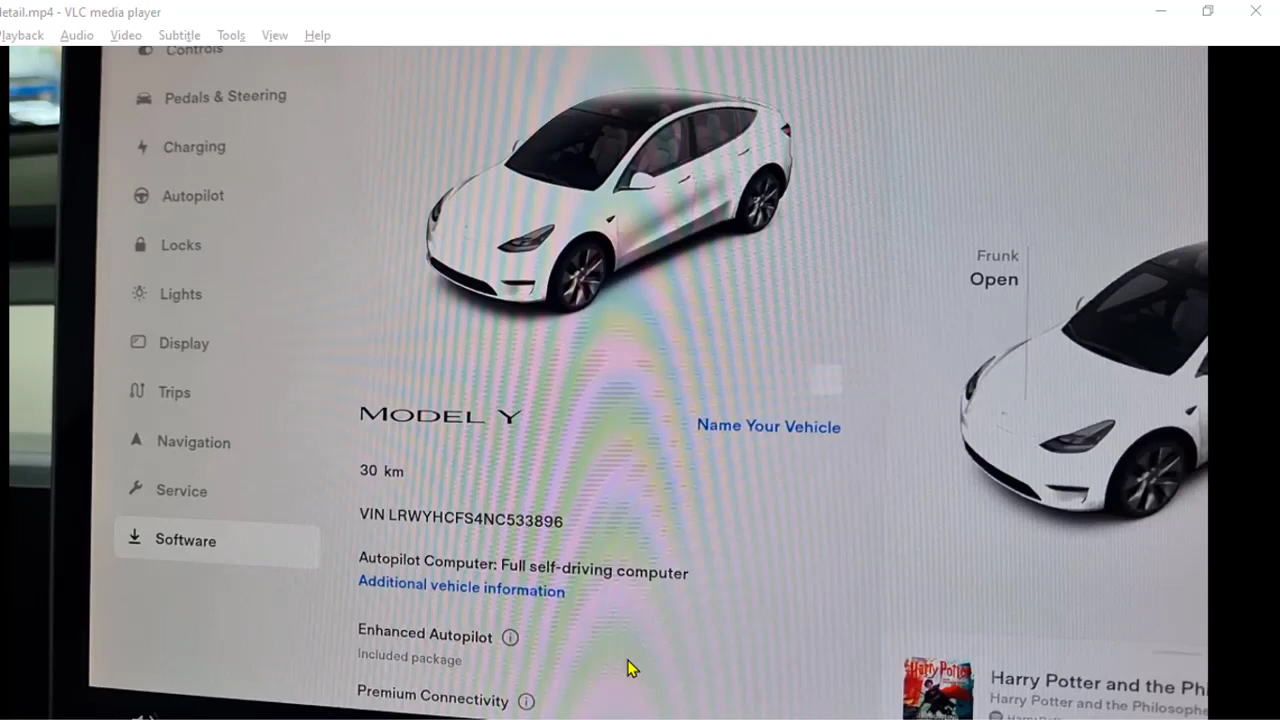 etail.mp4 - VLC media player
layback Audio Video Subtitle Tools View Help
Controls
Pedals & Steering
Charging
Autopilot
Locks
Lights
Display
Trips
Navigation
Service
Software
MODEL Y
Name Your Vehicle
30 km
VIN LRWYHCFS4NC533896
Autopilot Computer: Full self-driving computer
Additional vehicle information
Enhanced Autopilot
Included package
Premium Connectivity
Frunk
Open
Harry Potter
Harry Potter and the Phi
Harry Potter and the Philosophe